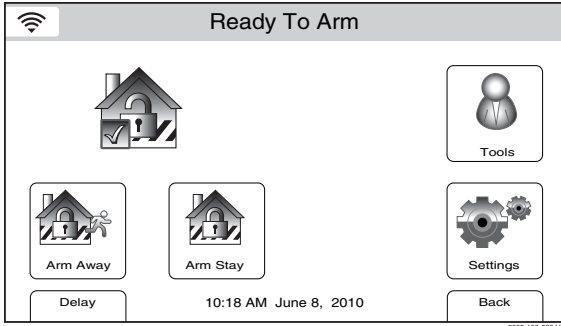 Ready To Arm
Tools
Arm Away
Arm Stay
Settings
Delay
10:18 AM June 8, 2010
Back